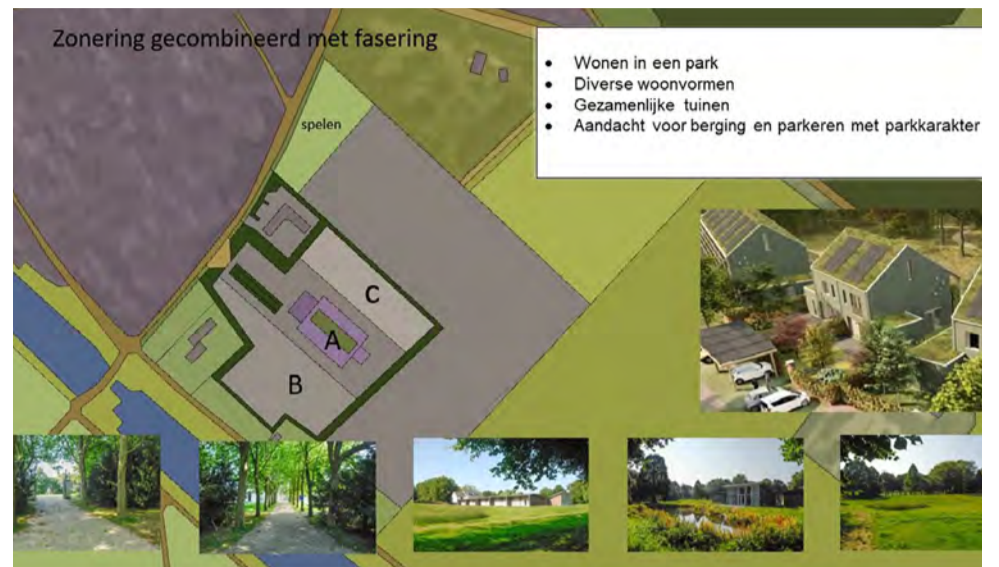 Zonering gecombineerd met fasering
• Wonen in een park
• Diverse woonvormen
• Gezamenlijke tuinen
• Aandacht voor berging en parkeren met parkkarakter
spelen
C
A
B